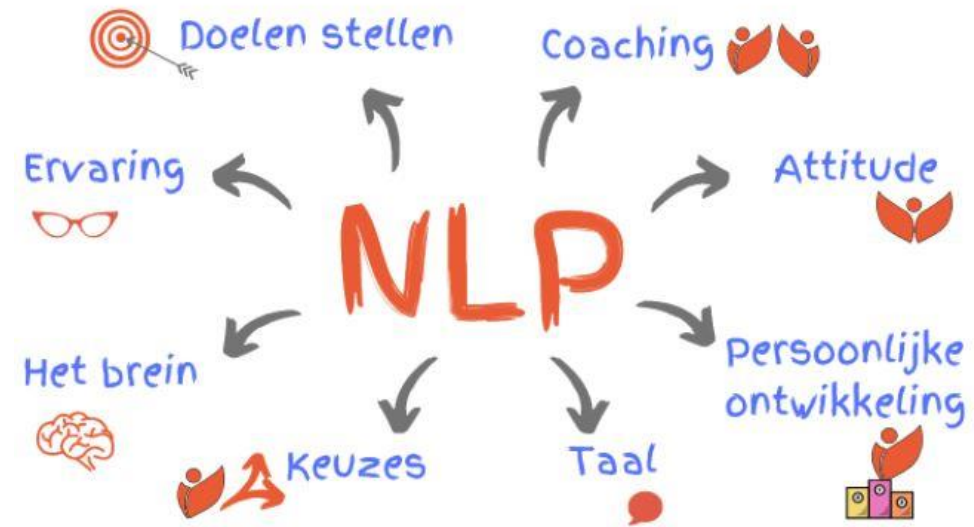 Doelen stellen
Coaching
Ervaring
Attitude
NLP
Het brein
Persoonlijke
ontwikkeling
Keuzes
Taal